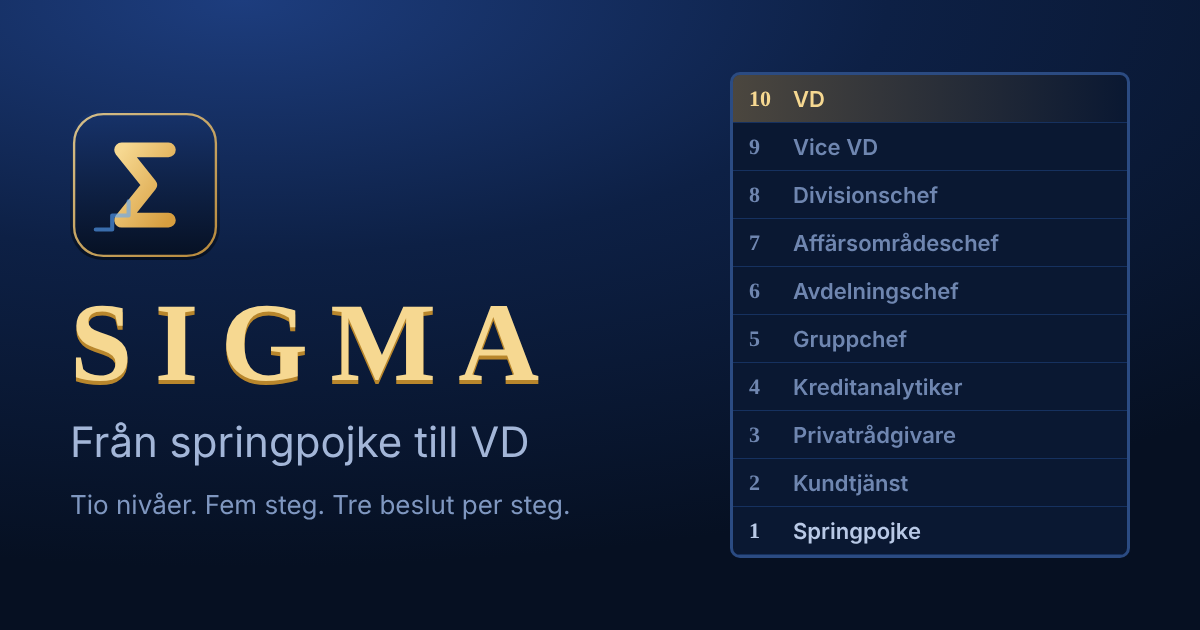 Σ
SIGMA
Från springpojke till VD
Tio nivåer. Fem steg. Tre beslut per steg.
10 VD
9 Vice VD
8 Divisionschef
7 Affärsområdeschef
6 Avdelningschef
5 Gruppchef
4 Kreditanalytiker
3 Privatrådgivare
2 Kundtjänst
1 Springpojke